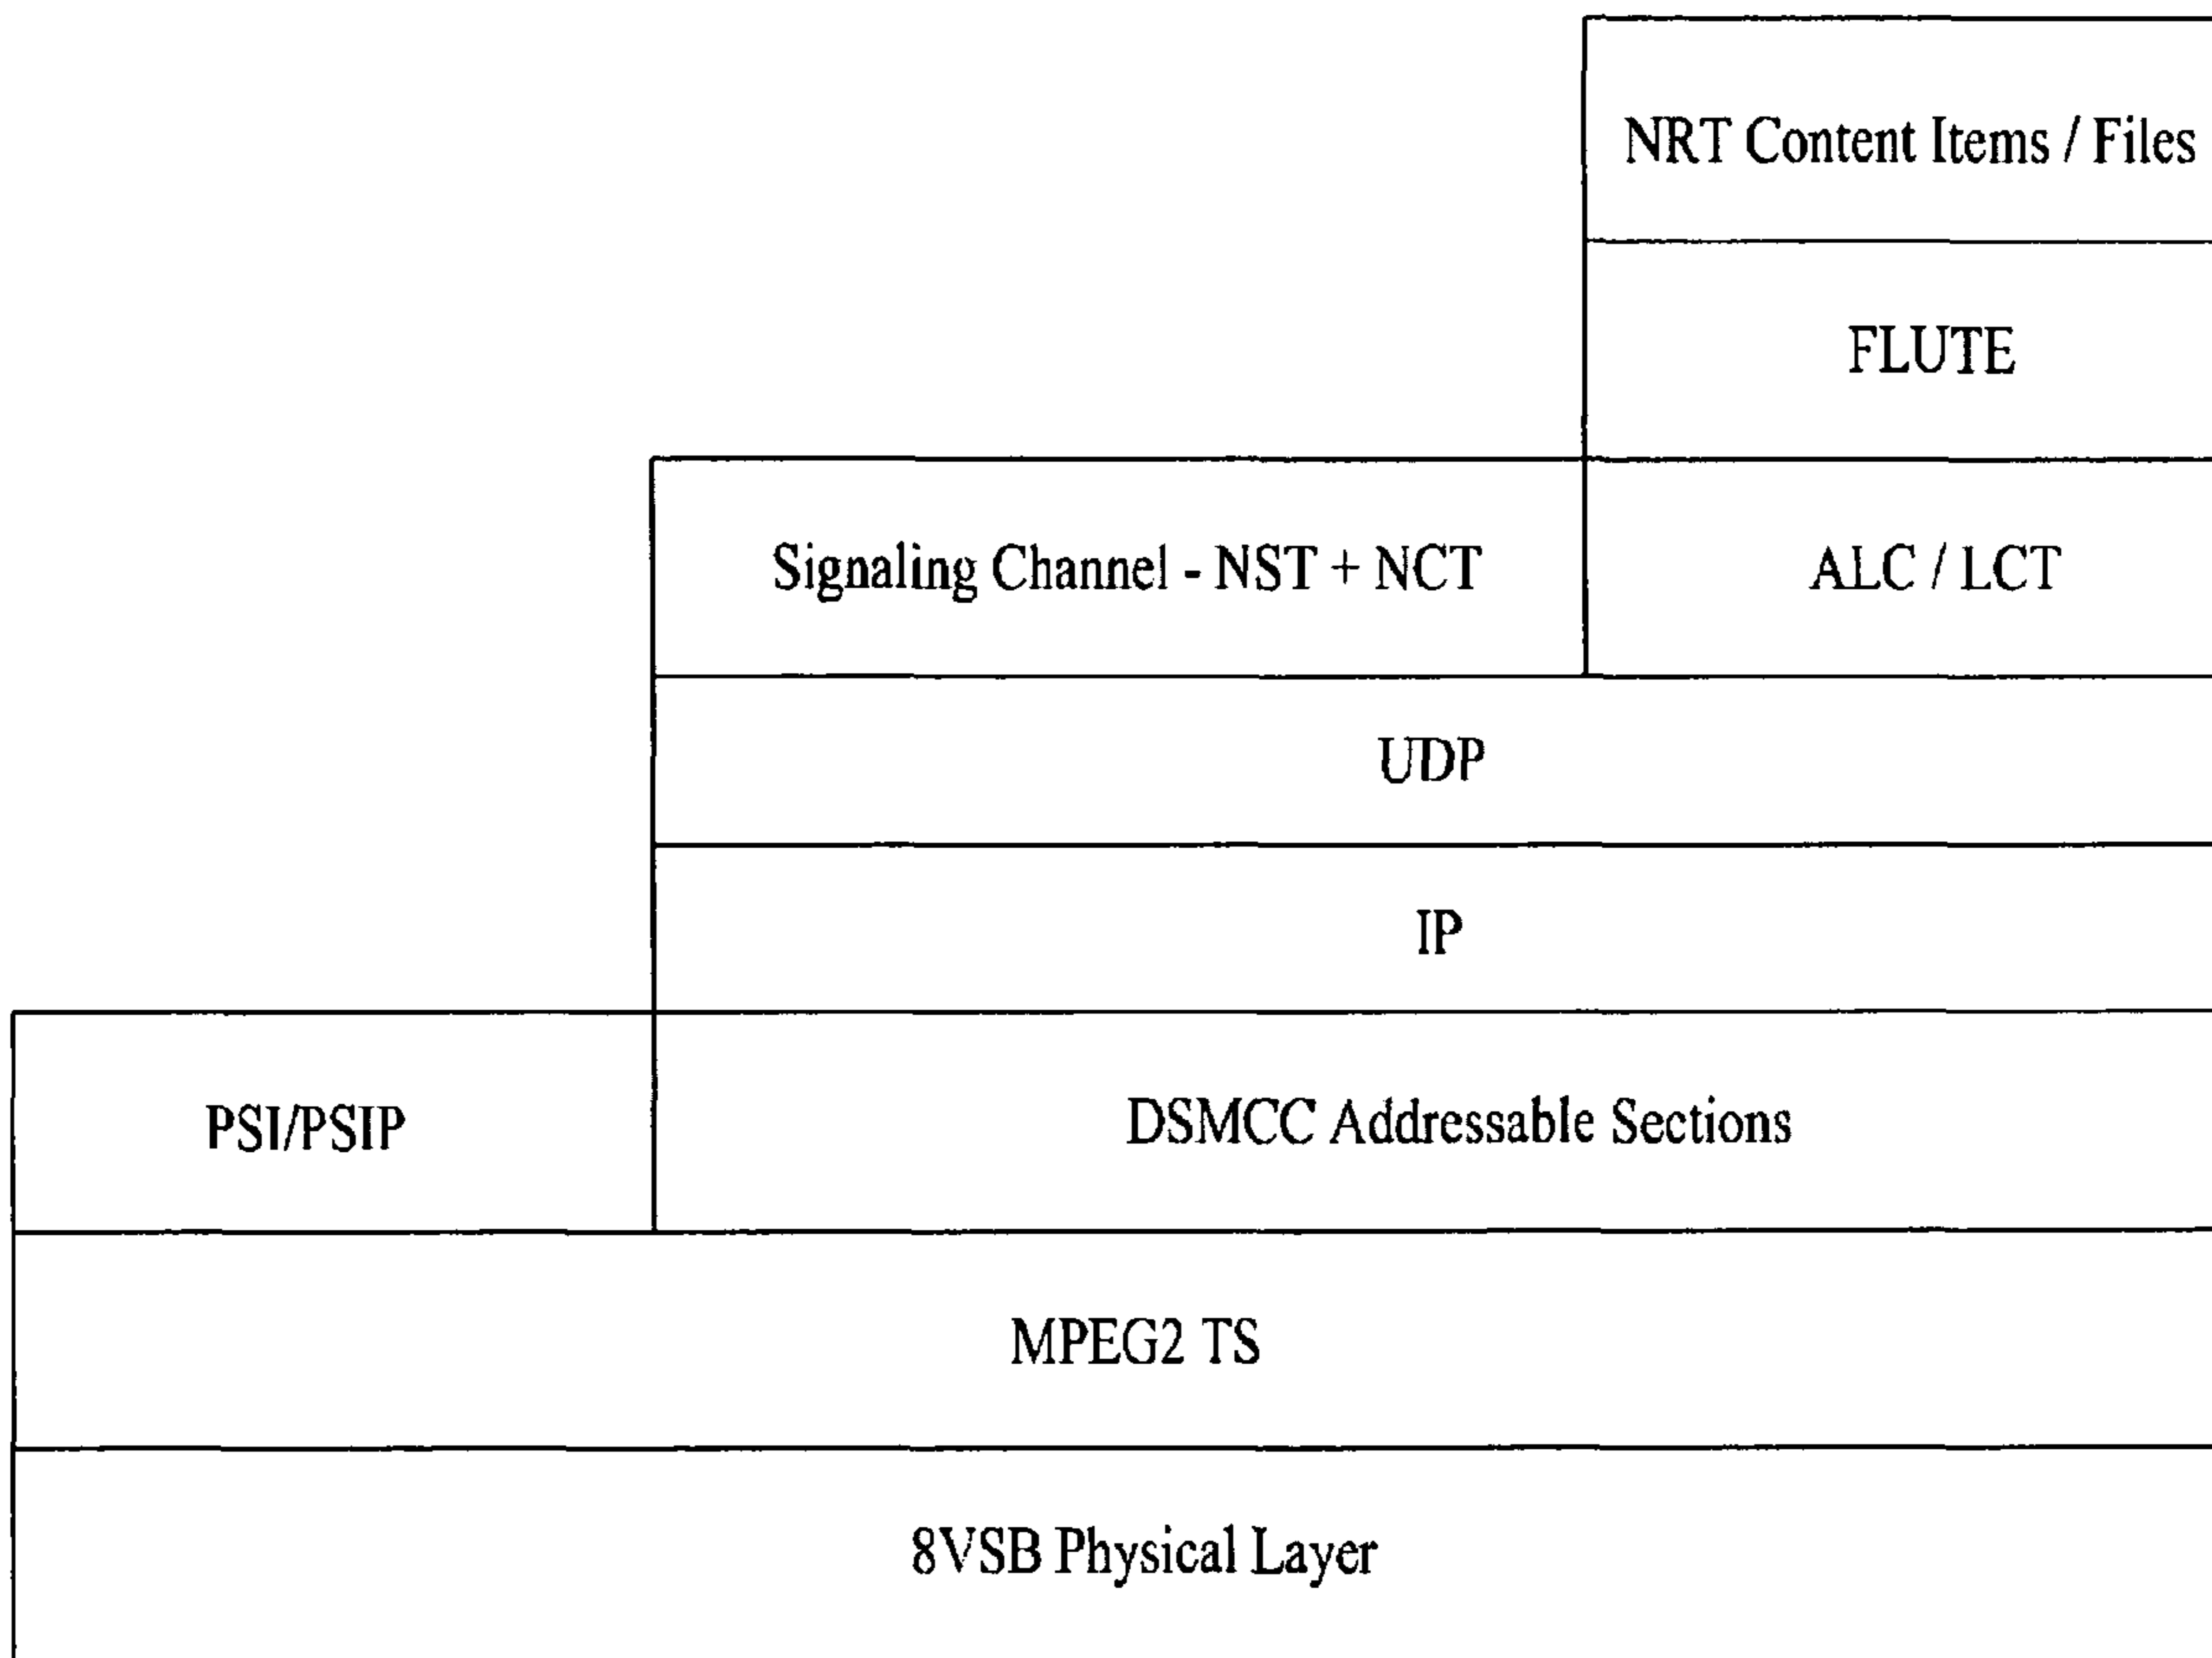 NRT Content Items / Files
FLUTE
Signaling Channel - NST + NCT
ALC / LCT
UDP
IP
PSI/PSIP
DSMCC Addressable Sections
MPEG2 TS
8VSB Physical Layer